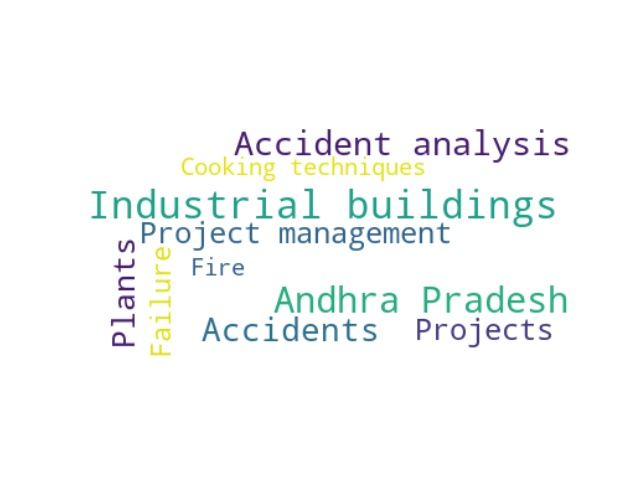 Accident analysis
Cooking techniques
Industrial buildings
Project management
Plants
Failure
Fire
Andhra Pradesh
Accidents
Projects